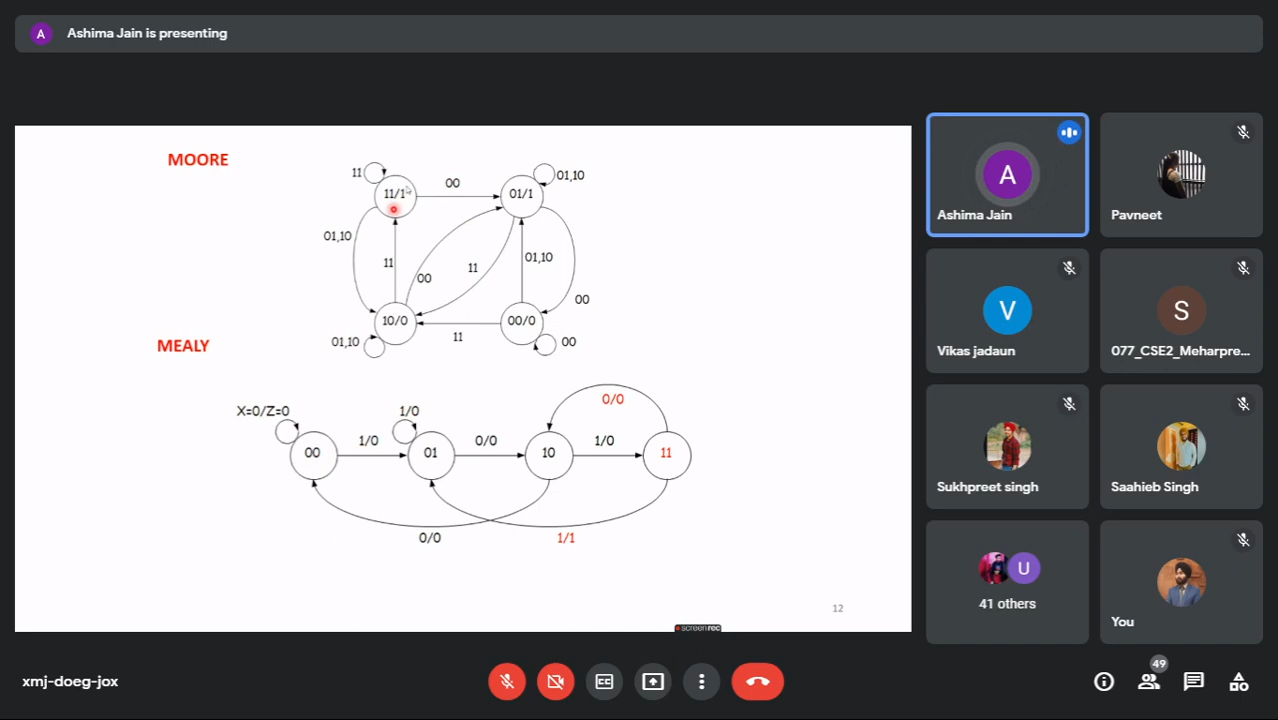 A Ashima Jain is presenting
MOORE
11
11/1
00
01/1
01,10
01,10
11
00
11
01,10
00
10/0
00/0
01,10
11
00
MEALY
X=0/Z=0
1/0
0/0
00
1/0
01
0/0
10
1/0
11
0/0
1/1
12
screenrec
A
Ashima Jain
Pavneet
V
Vikas jadaun
S
077_CSE2_Meharpre...
Sukhpreet singh
Saahieb Singh
U
41 others
You
xmj-doeg-jox
CC
49